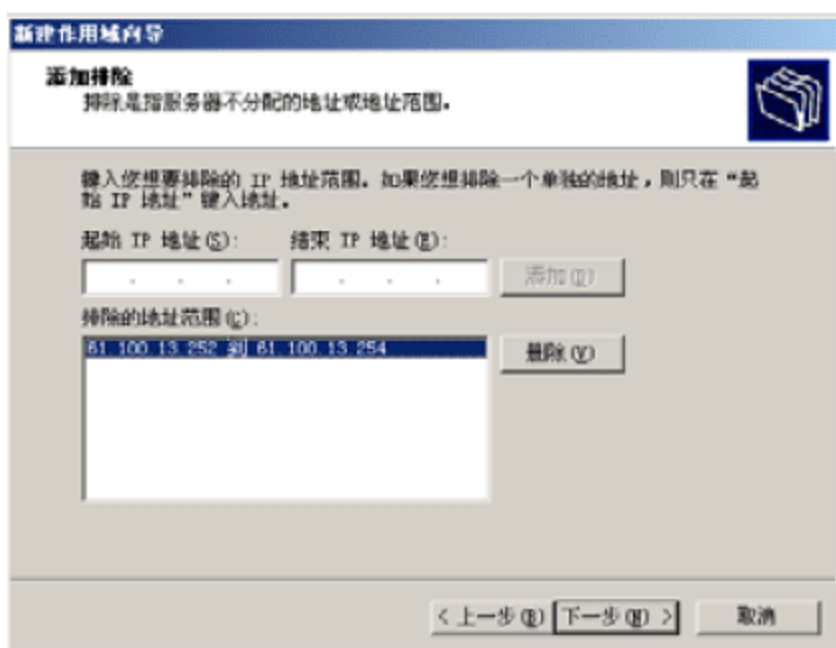 新建作用域向导
添加排除
排除是指服务器不分配的地址或地址范围。
键入您想要排除的 IP 地址范围。如果您想排除一个单独的地址，则只在“起
始 IP 地址”键入地址。
起始 IP 地址(S): 结束 IP 地址(E):
添加(D)
排除的地址范围(C):
61.100.13.252 到 61.100.13.254
删除(V)
< 上一步(B) 下一步(N) > 取消